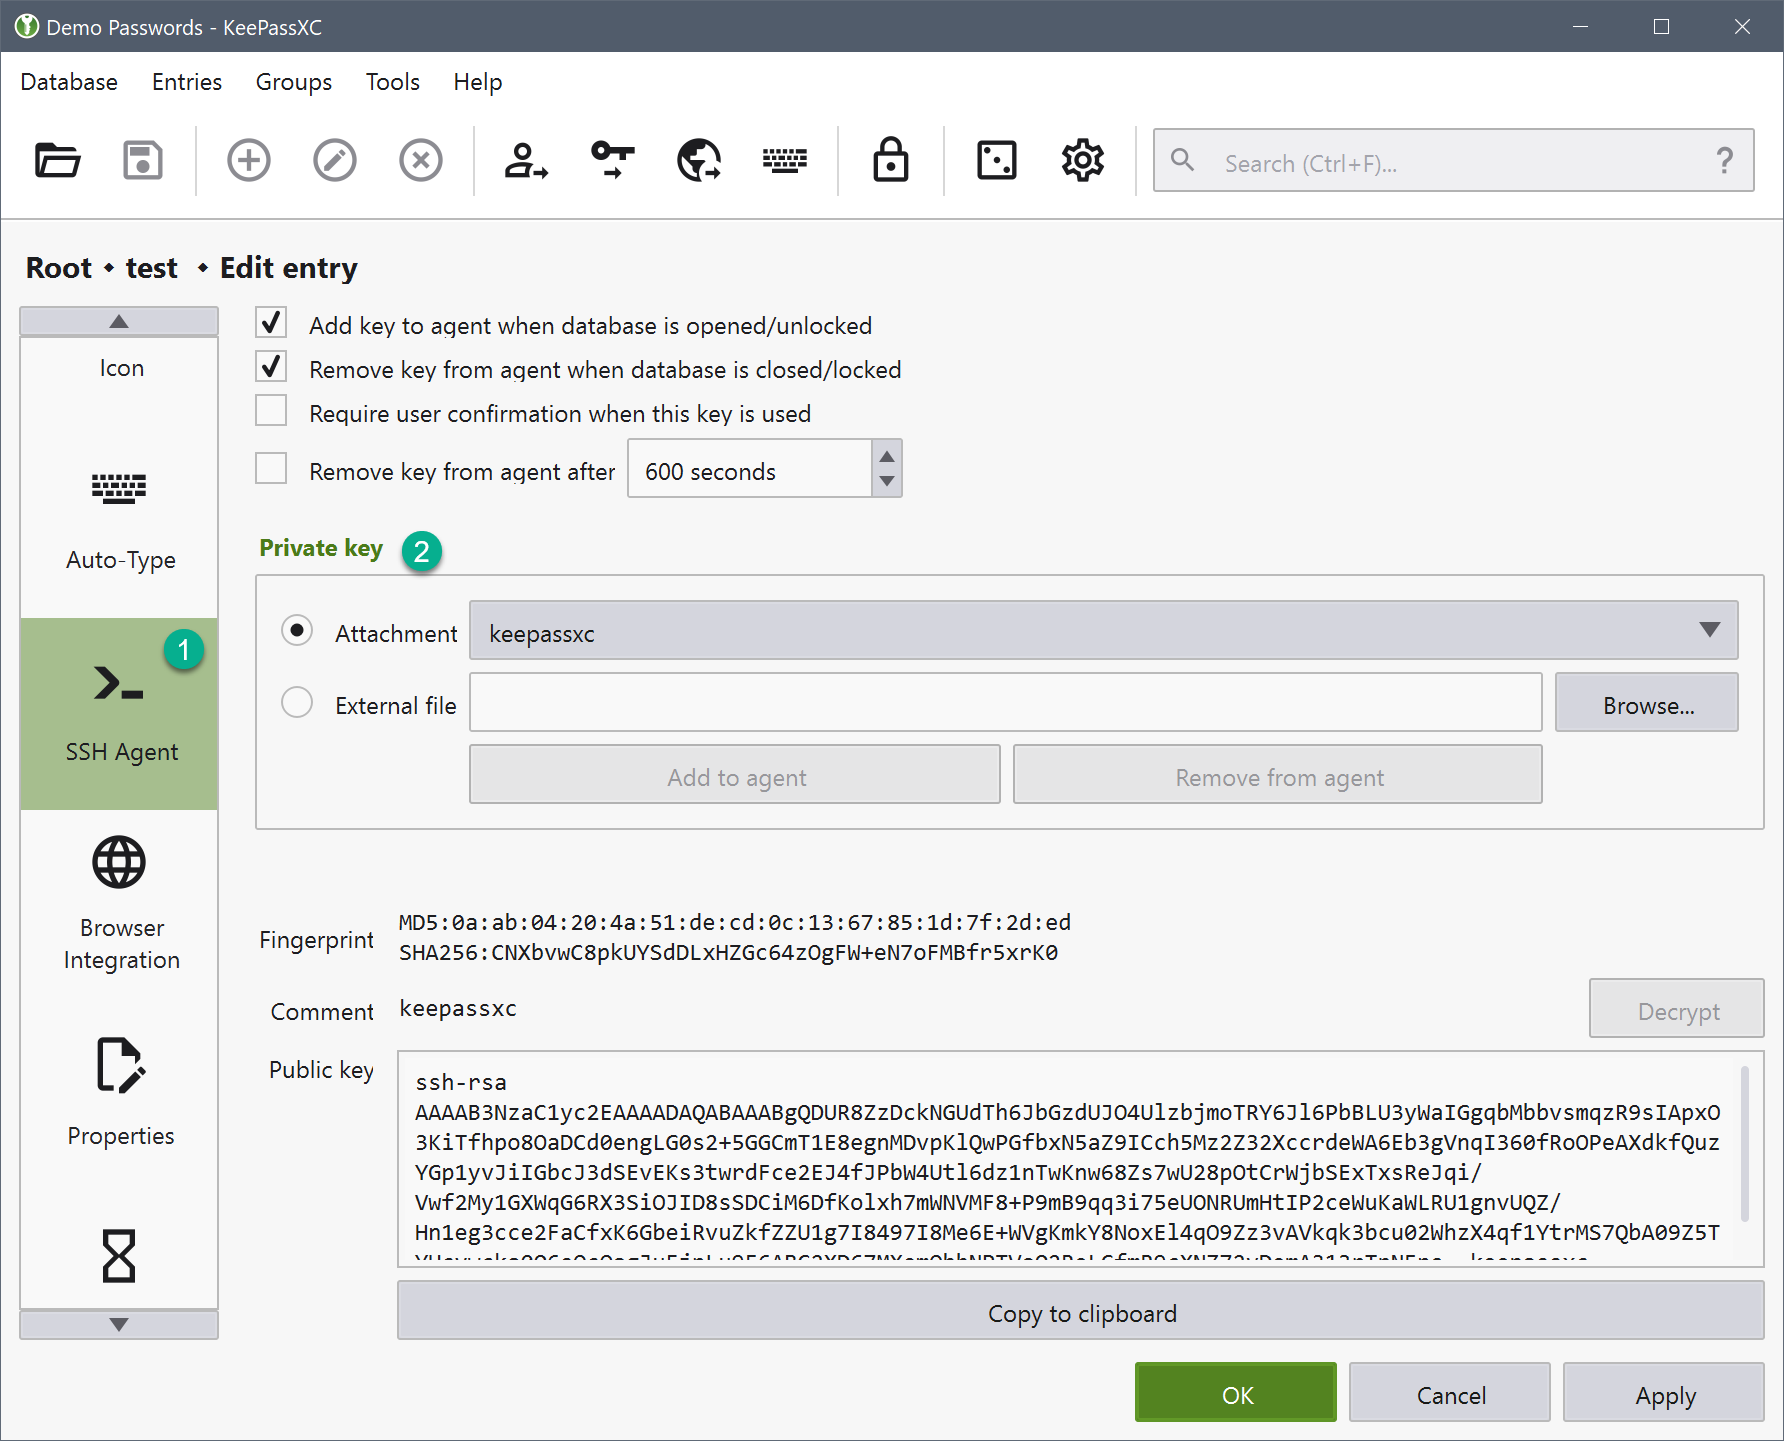 Demo Passwords - KeePassXC
Database Entries Groups Tools Help
Search (Ctrl+F)... ?
Root • test • Edit entry
Icon
Auto-Type
1
SSH Agent
Browser
Integration
Properties
Add key to agent when database is opened/unlocked
Remove key from agent when database is closed/locked
Require user confirmation when this key is used
Remove key from agent after 600 seconds
Private key 2
Attachment keepassxc
External file Browse...
Add to agent Remove from agent
Fingerprint
MD5:0a:ab:04:20:4a:51:de:cd:0c:13:67:85:1d:7f:2d:ed
SHA256:CNXbvwC8pkUYSdDLxHZGc64zOgFW+eN7oFMBfr5xrK0
Comment keepassxc Decrypt
Public key
ssh-rsa
AAAAB3NzaC1yc2EAAAADAQABAAABgQDUR8ZzDckNGUdTh6JbGzdUJO4UlzbjmoTRY6Jl6PbBLU3yWaIGgqbMbbvsmqzR9sIApxO
3KiTfhpo8OaDCd0engLG0s2+5GGCmT1E8egnMDvpKlQwPGfbxN5aZ9ICch5Mz2Z32XccrdeWA6Eb3gVnqI360fRoOPeAXdkfQuz
YGp1yvJiIGbcJ3dSEvEKs3twrdFce2EJ4fJPbW4Utl6dz1nTwKnw68Zs7wU28pOtCrWjbSExTxsReJqi/
Vwf2My1GXWqG6RX3SiOJID8sSDCiM6DfKolxh7mWNVMF8+P9mB9qq3i75eUONRUmHtIP2ceWuKaWLRU1gnvUQZ/
Hn1eg3cce2FaCfxK6GbeiRvuZkfZZU1g7I8497I8Me6E+WVgKmkY8NoxEl4qO9Zz3vAVkqk3bcu02WhzX4qf1YtrMS7QbA09Z5T
keepassxc
Copy to clipboard
OK Cancel Apply